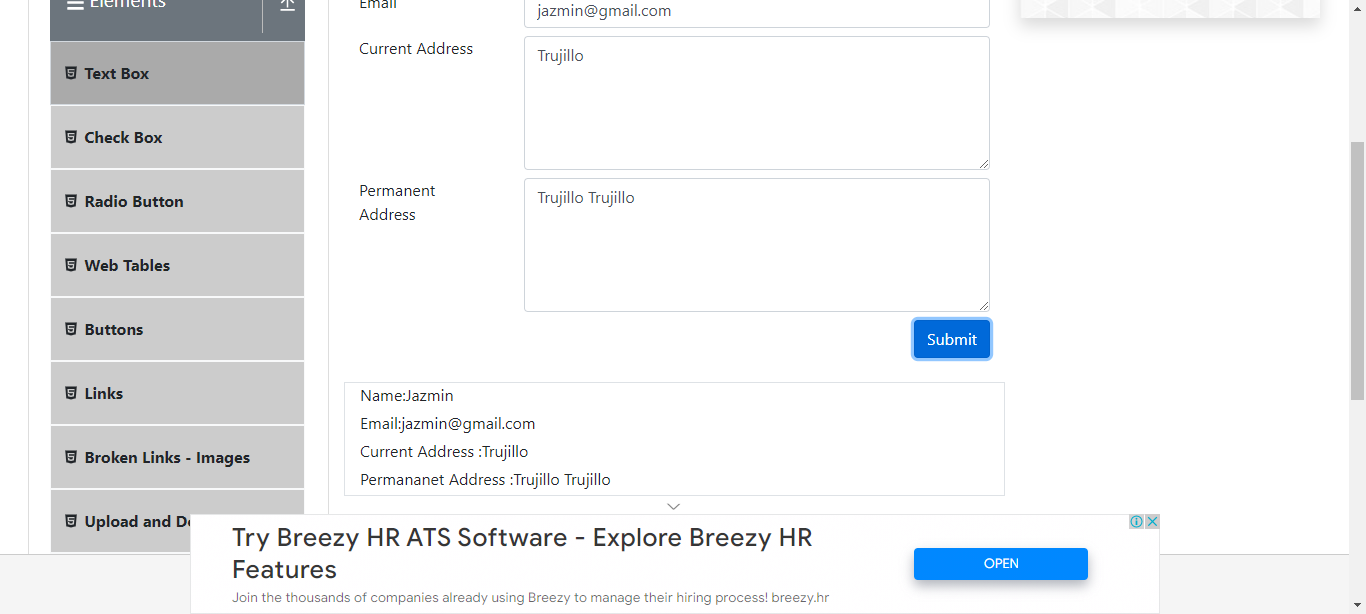 Elements
Text Box
Check Box
Radio Button
Web Tables
Buttons
Links
Broken Links - Images
Upload and Do
Email
jazmin@gmail.com
Current Address
Trujillo
Permanent
Address
Trujillo Trujillo
Submit
Name:Jazmin
Email:jazmin@gmail.com
Current Address :Trujillo
Permananet Address :Trujillo Trujillo
Try Breezy HR ATS Software - Explore Breezy HR
Features
Join the thousands of companies already using Breezy to manage their hiring process! breezy.hr
OPEN